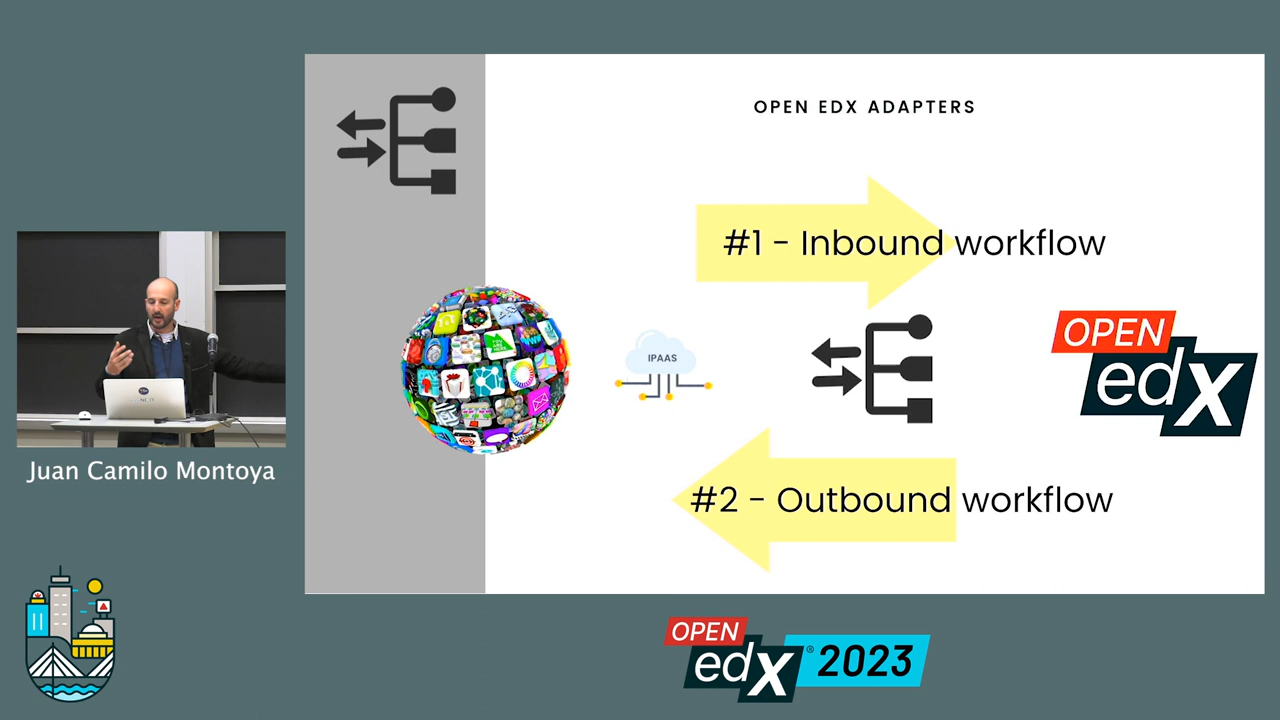 OPEN EDX ADAPTERS
#1 - Inbound workflow
IPAAS
OPEN
edX
#2 - Outbound workflow
Juan Camilo Montoya
OPEN
edX® 2023